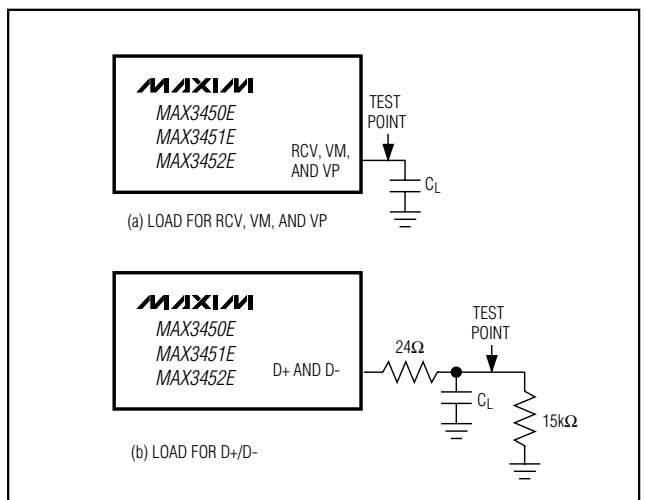 MAXIM
MAX3450E
MAX3451E
MAX3452E
RCV, VM,
AND VP
TEST
POINT
CL
(a) LOAD FOR RCV, VM, AND VP
MAXIM
MAX3450E
MAX3451E
MAX3452E
D+ AND D-
24Ω
TEST
POINT
CL
15kΩ
(b) LOAD FOR D+/D-